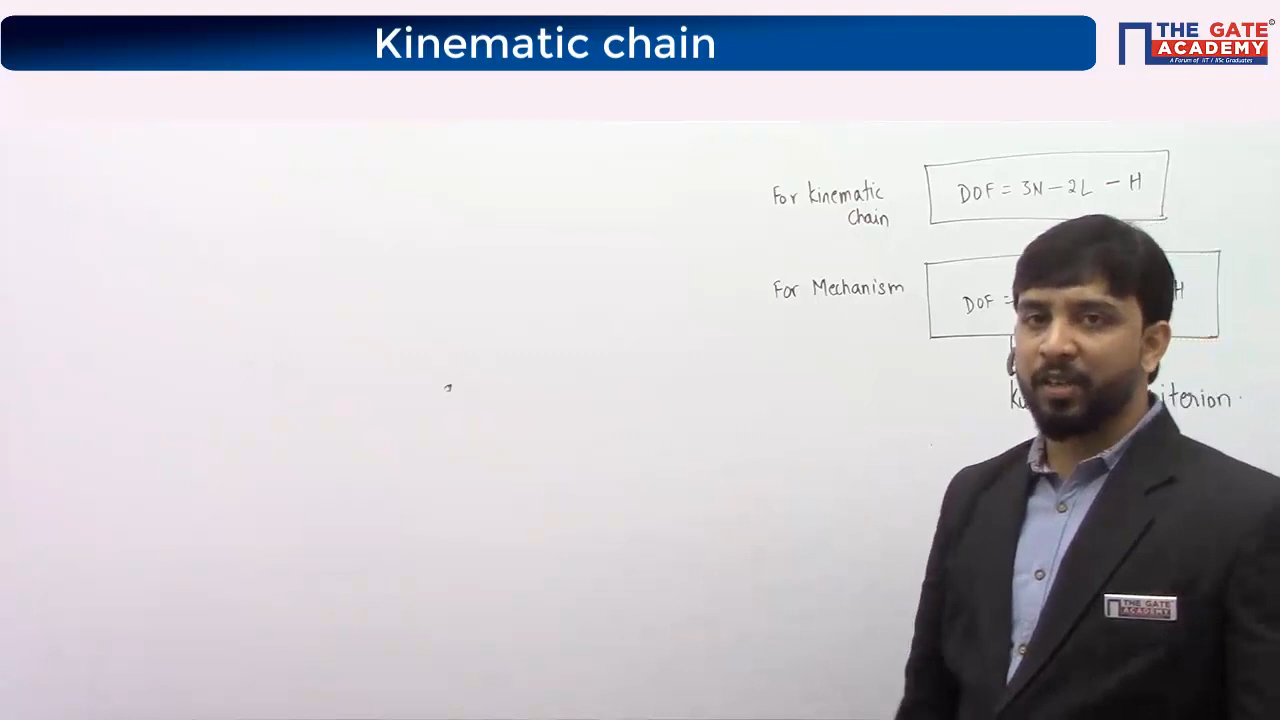 Kinematic chain
THE GATE
ACADEMY
A Forum of IIT / IISc Graduates
For Kinematic
Chain
DOF = 3N - 2L - H
For Mechanism
DOF =
H
iterion.
THE GATE
ACADEMY